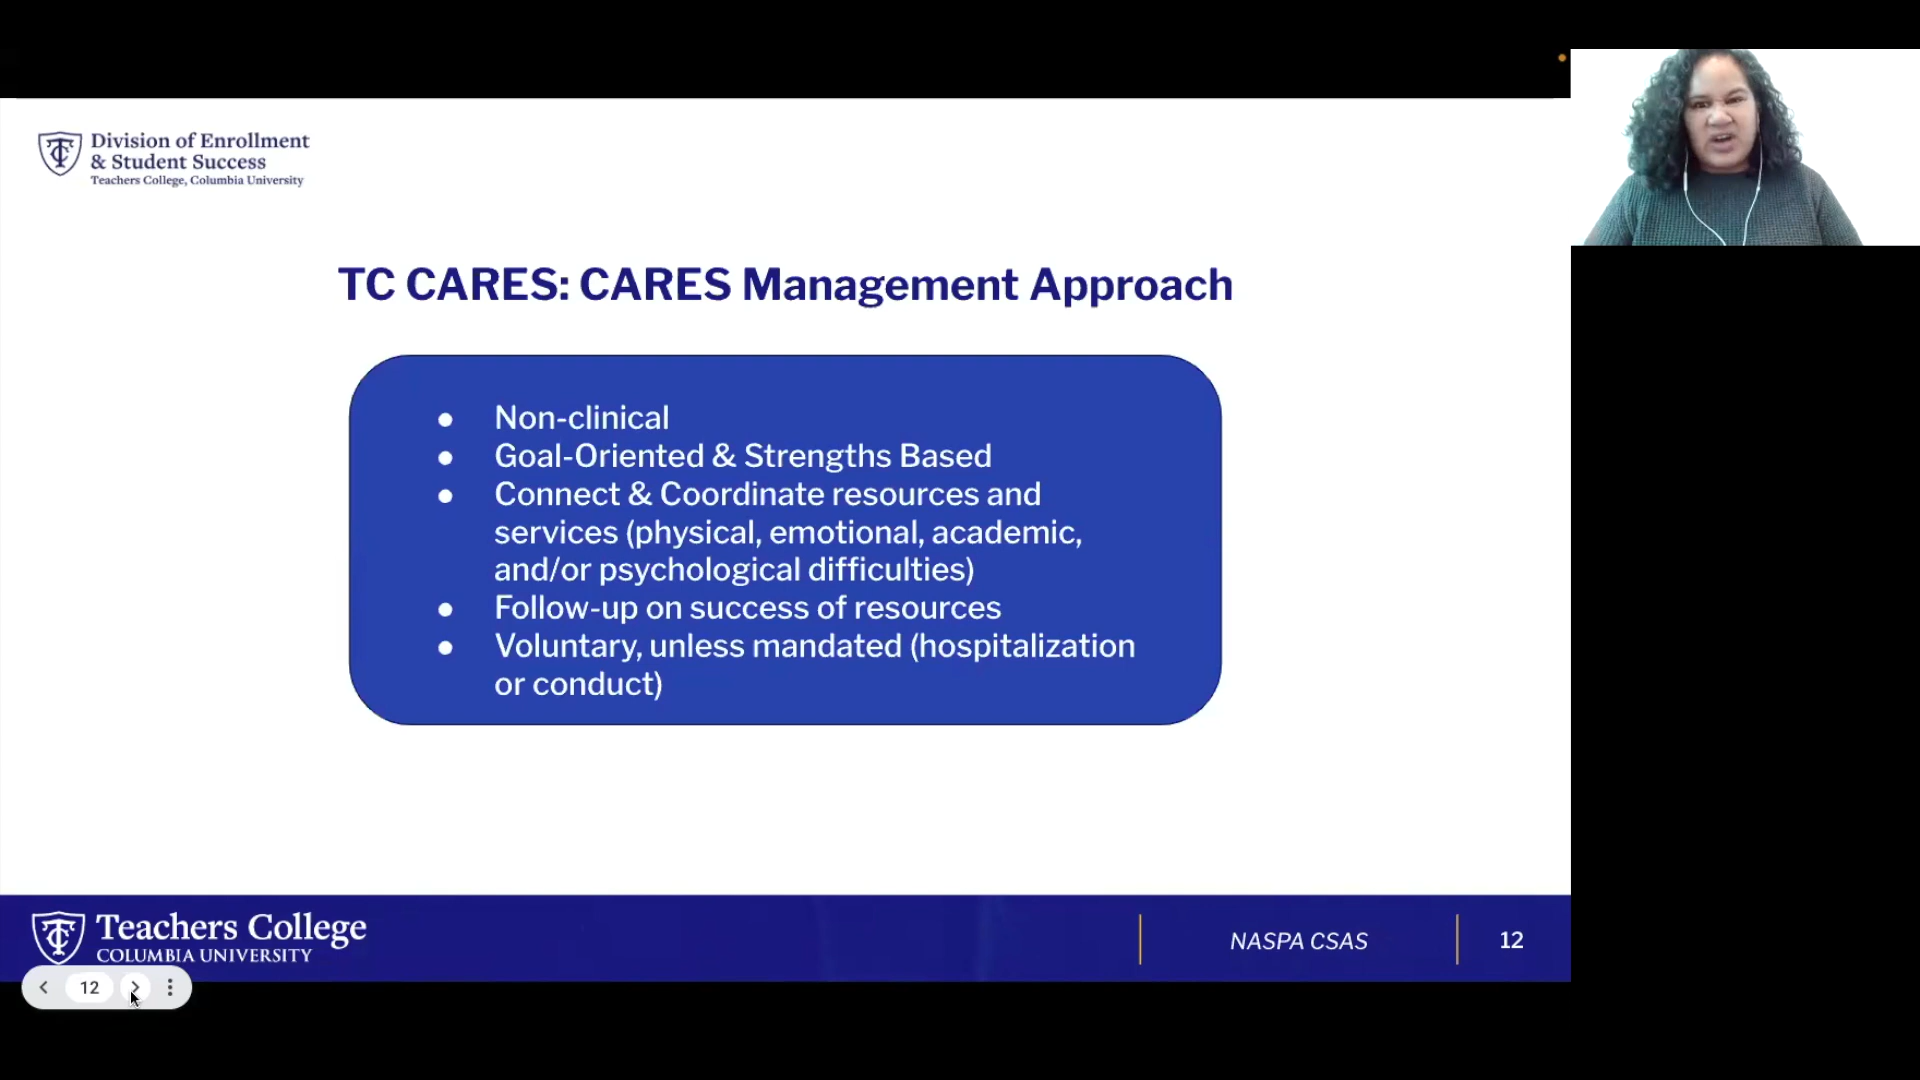 Division of Enrollment
& Student Success
Teachers College, Columbia University
TC CARES: CARES Management Approach
● Non-clinical
● Goal-Oriented & Strengths Based
● Connect & Coordinate resources and
services (physical, emotional, academic,
and/or psychological difficulties)
● Follow-up on success of resources
● Voluntary, unless mandated (hospitalization
or conduct)
Teachers College
COLUMBIA UNIVERSITY
NASPA CSAS
12
12